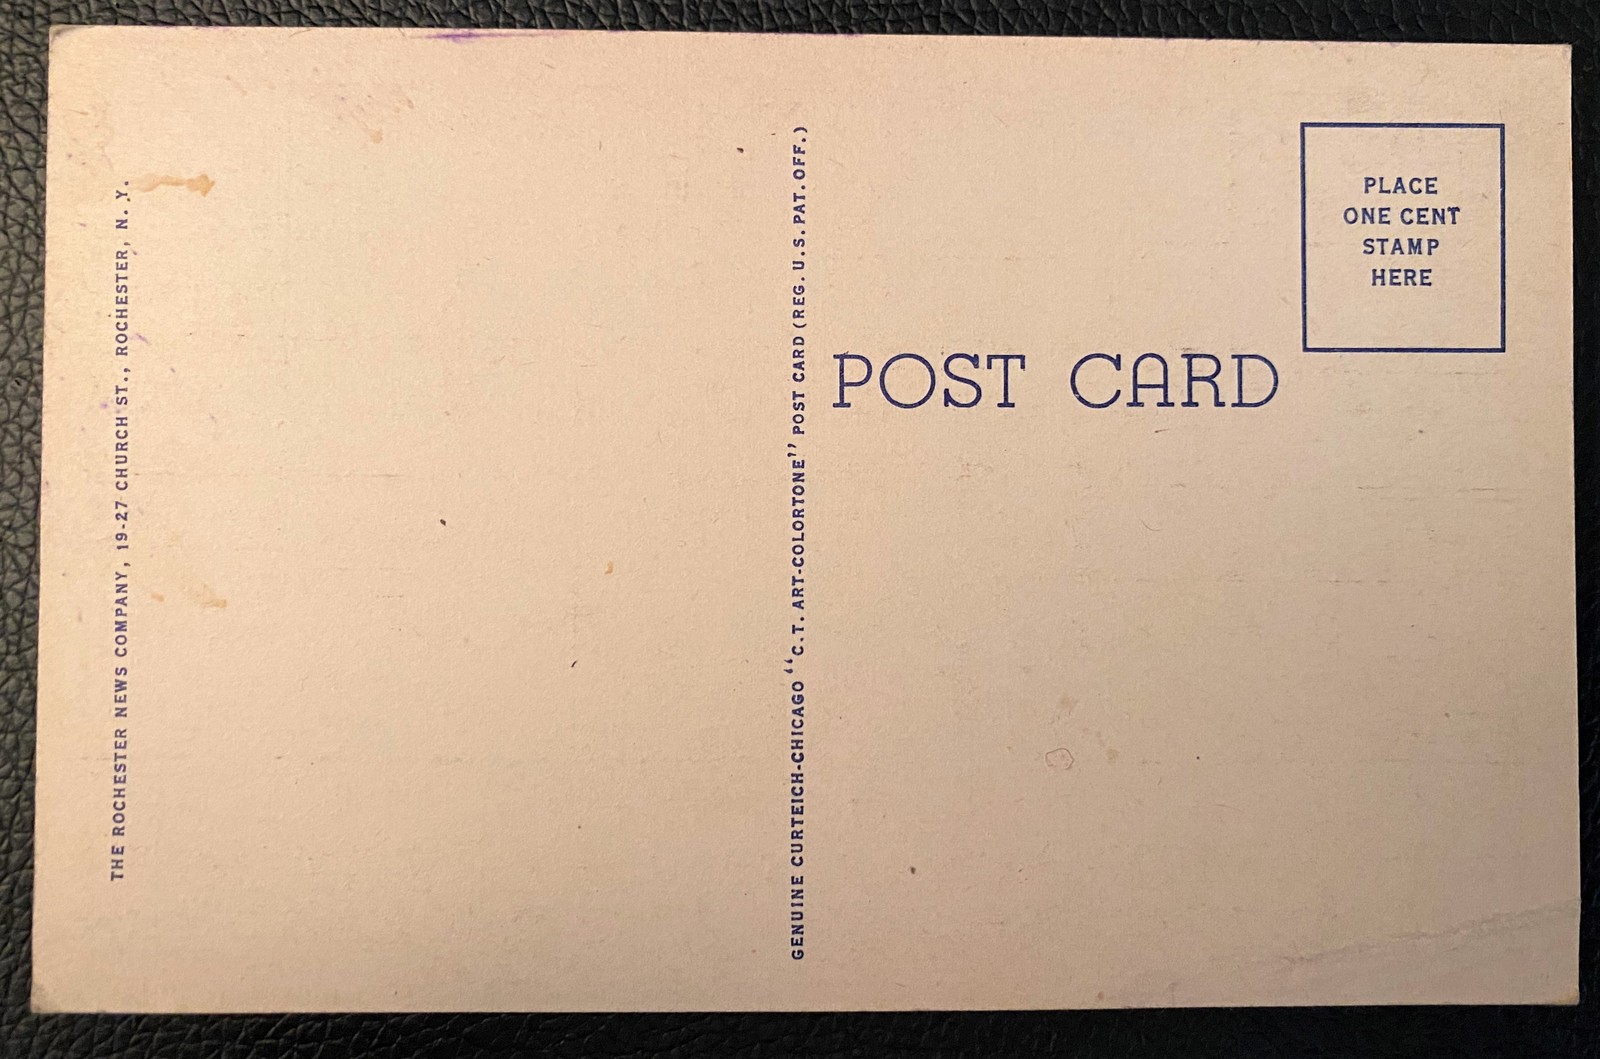 THE ROCHESTER NEWS COMPANY, 19-27 CHURCH ST., ROCHESTER, N. Y.
GENUINE CURTEICH-CHICAGO "C.T. ART-COLORTONE" POST CARD (REG. U.S. PAT. OFF.)
POST CARD
PLACE
ONE CENT
STAMP
HERE